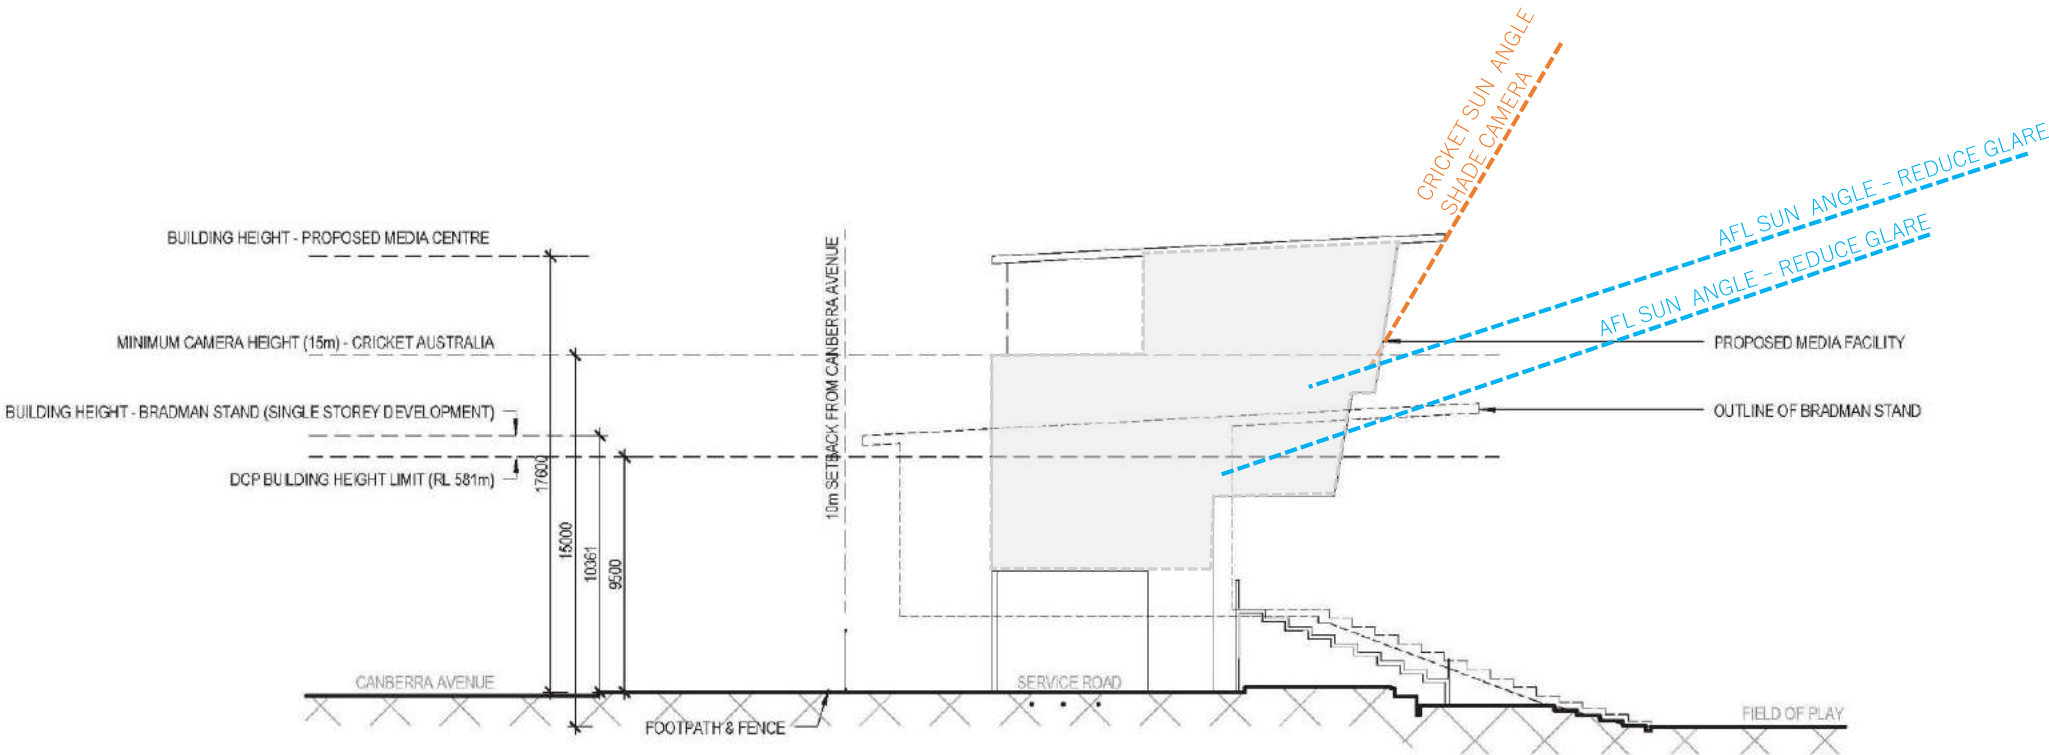 CRICKET SUN ANGLE
SHADE CAMERA
AFL SUN ANGLE – REDUCE GLARE
AFL SUN ANGLE – REDUCE GLARE
BUILDING HEIGHT - PROPOSED MEDIA CENTRE
10m SETBACK FROM CANBERRA AVENUE
MINIMUM CAMERA HEIGHT (15m) - CRICKET AUSTRALIA
PROPOSED MEDIA FACILITY
BUILDING HEIGHT - BRADMAN STAND (SINGLE STOREY DEVELOPMENT)
OUTLINE OF BRADMAN STAND
DCP BUILDING HEIGHT LIMIT (RL 581m)
17600
15000
10361
9500
CANBERRA AVENUE
SERVICE ROAD
FOOTPATH & FENCE
FIELD OF PLAY